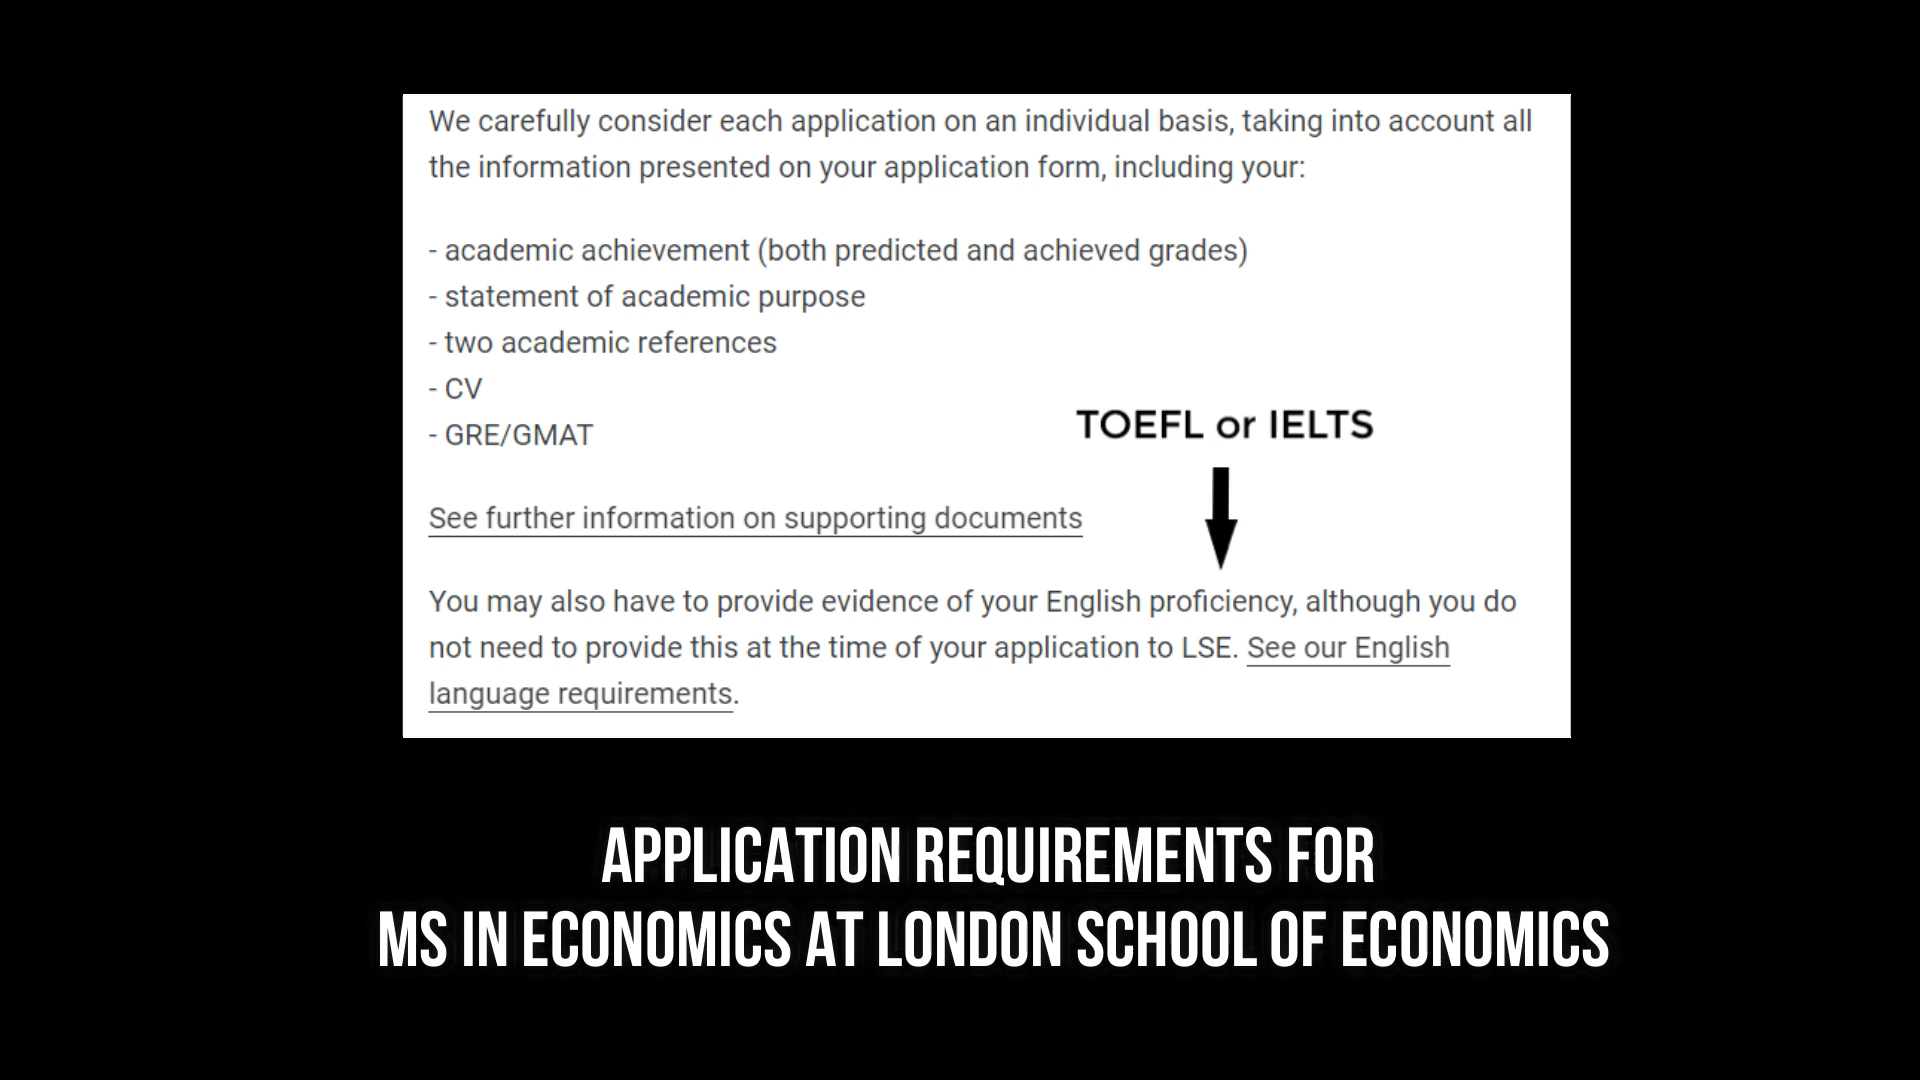 We carefully consider each application on an individual basis, taking into account all
the information presented on your application form, including your:
- academic achievement (both predicted and achieved grades)
- statement of academic purpose
- two academic references
- CV
- GRE/GMAT
TOEFL or IELTS
See further information on supporting documents
You may also have to provide evidence of your English proficiency, although you do
not need to provide this at the time of your application to LSE. See our English
language requirements.
APPLICATION REQUIREMENTS FOR
MS IN ECONOMICS AT LONDON SCHOOL OF ECONOMICS